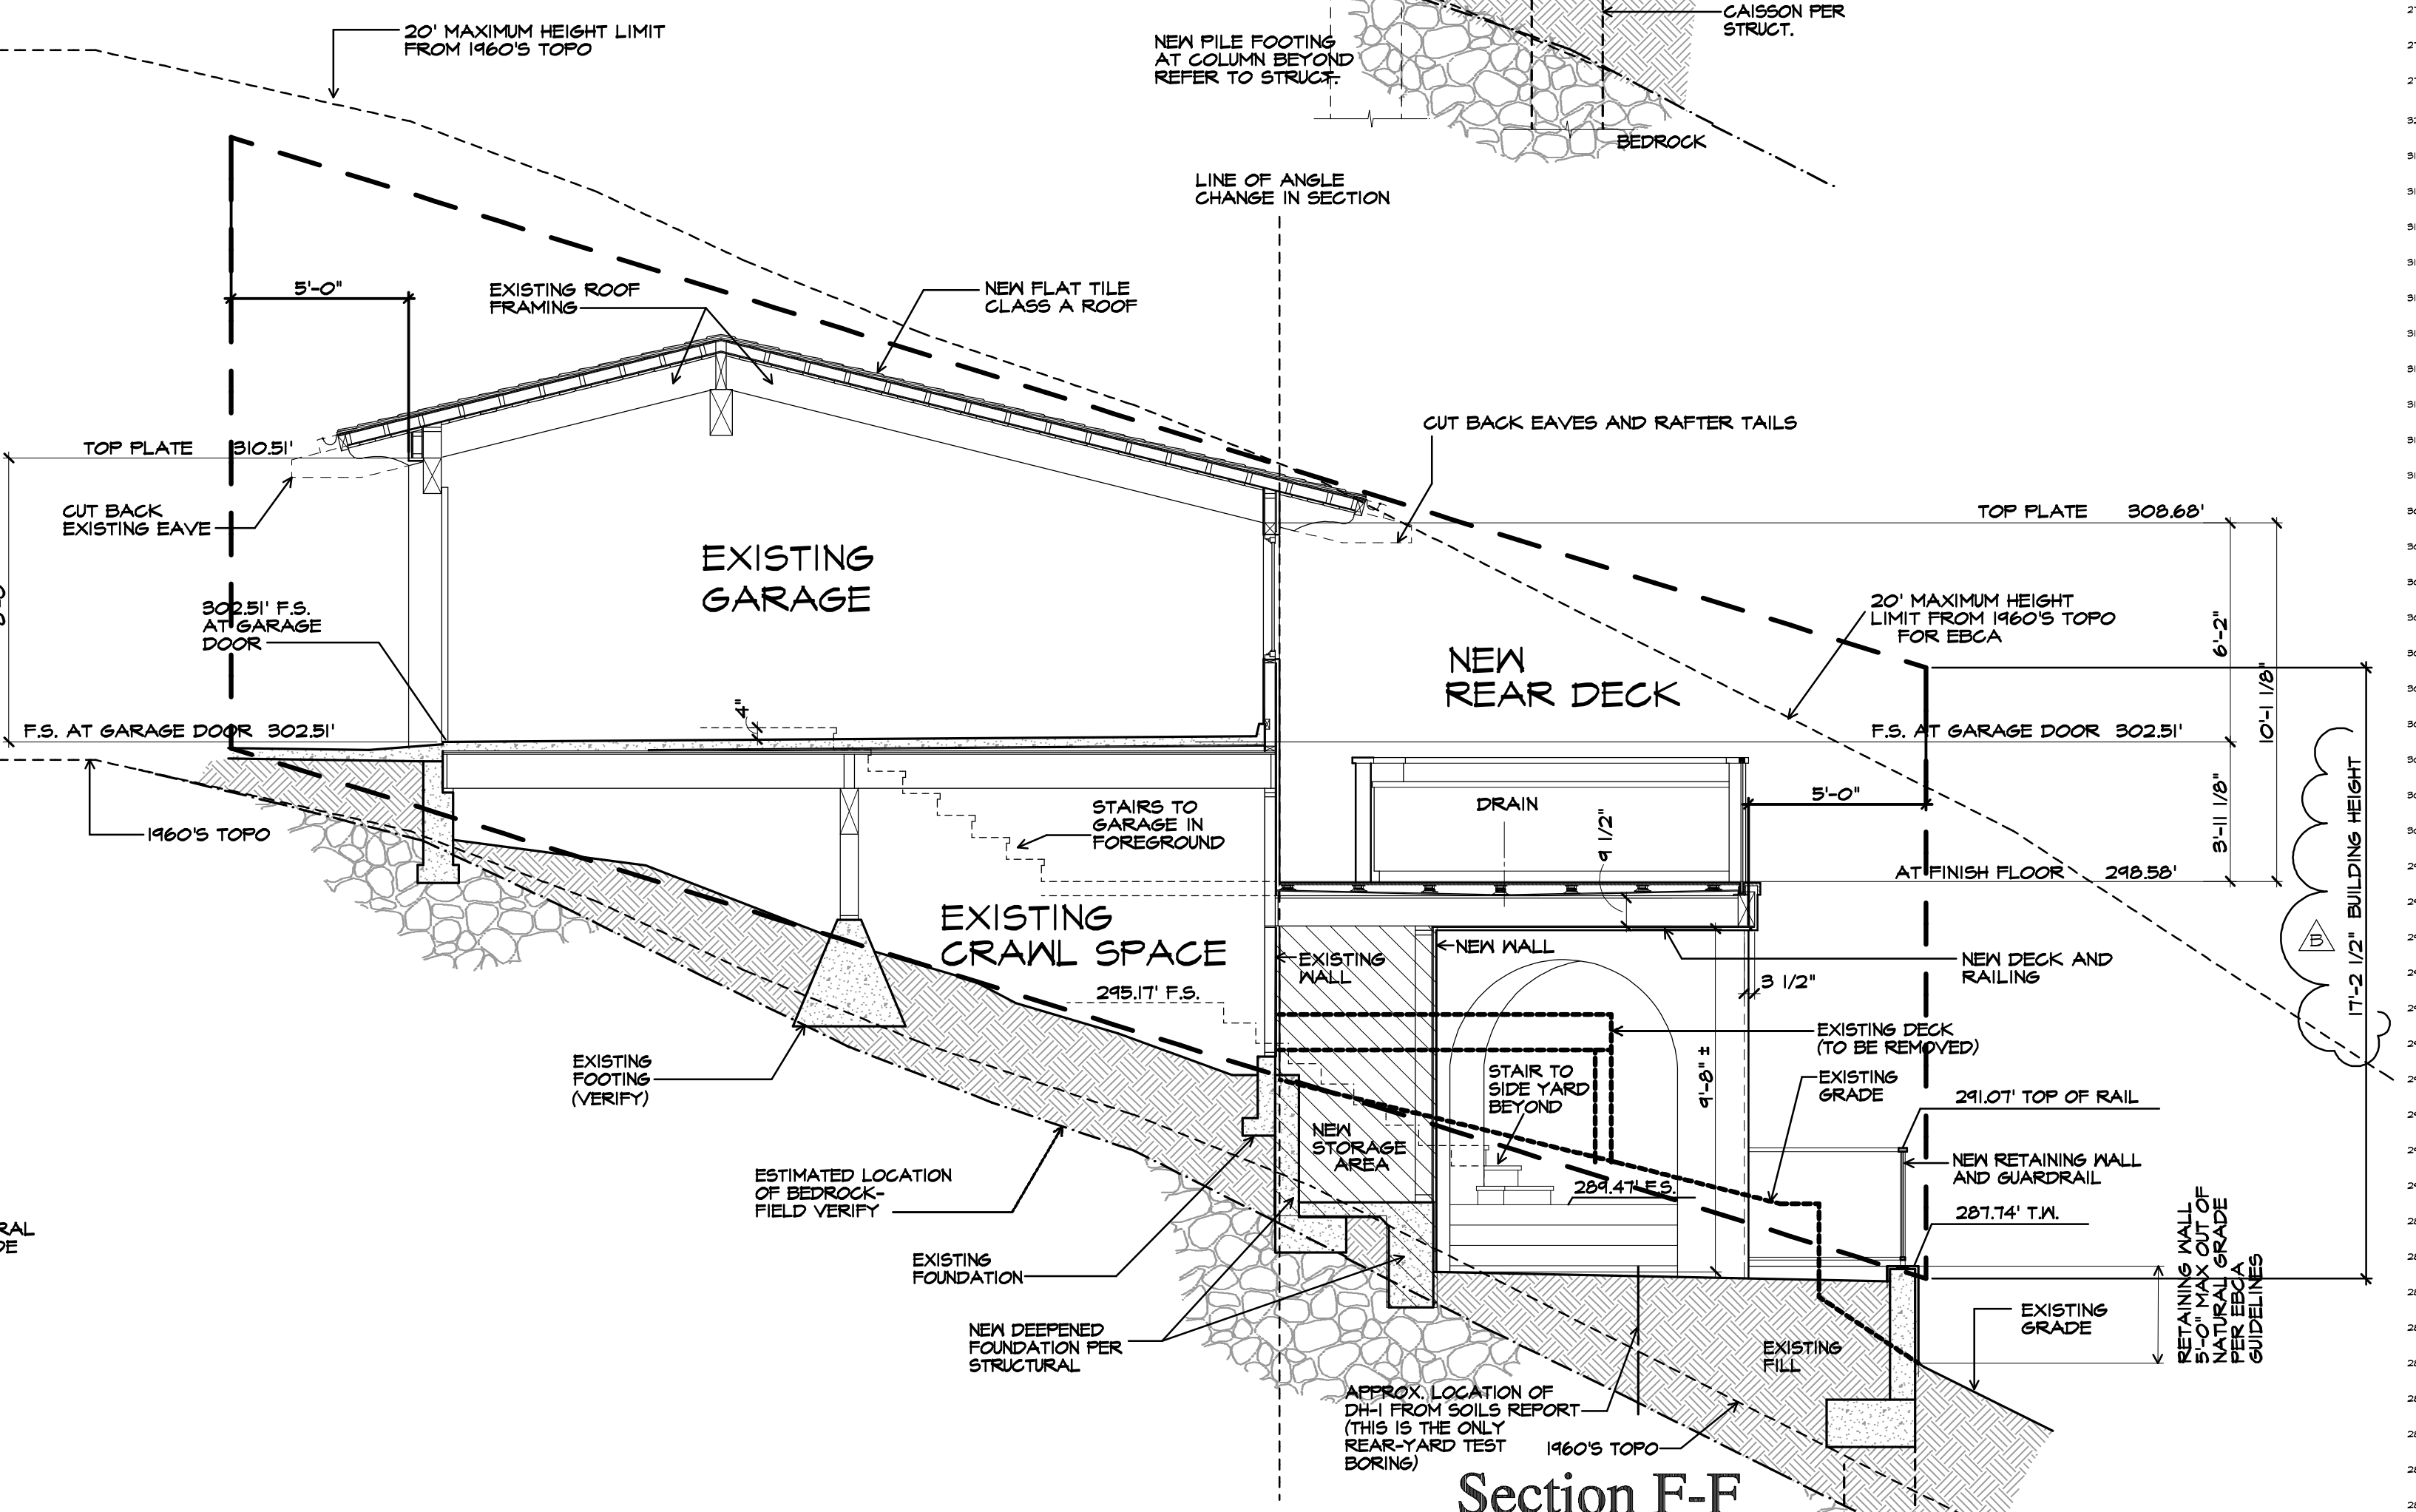 20' MAXIMUM HEIGHT LIMIT
FROM 1960'S TOPO
NEW PILE FOOTING
AT COLUMN BEYOND
REFER TO STRUCT.
CAISSON PER
STRUCT.
BEDROCK
LINE OF ANGLE
CHANGE IN SECTION
5'-0"
EXISTING ROOF
FRAMING
NEW FLAT TILE
CLASS A ROOF
TOP PLATE 310.51'
CUT BACK EAVES AND RAFTER TAILS
CUT BACK
EXISTING EAVE
TOP PLATE 308.68'
EXISTING
GARAGE
302.51' F.S.
AT GARAGE
DOOR
20' MAXIMUM HEIGHT
LIMIT FROM 1960'S TOPO
FOR EBCA
6'-2"
NEW
REAR DECK
10'-1 1/8"
4"
F.S. AT GARAGE DOOR 302.51'
F.S. AT GARAGE DOOR 302.51'
1960'S TOPO
STAIRS TO
GARAGE IN
FOREGROUND
DRAIN
9 1/2"
5'-0"
3'-11 1/8"
AT FINISH FLOOR 298.58'
17'-2 1/2" BUILDING HEIGHT
B
EXISTING
CRAWL SPACE
295.17' F.S.
EXISTING
WALL
NEW WALL
NEW DECK AND
RAILING
3 1/2"
EXISTING DECK
(TO BE REMOVED)
EXISTING
FOOTING
(VERIFY)
STAIR TO
SIDE YARD
BEYOND
9'-8" ±
EXISTING
GRADE
291.07' TOP OF RAIL
NEW
STORAGE
AREA
NEW RETAINING WALL
AND GUARDRAIL
ESTIMATED LOCATION
OF BEDROCK-
FIELD VERIFY
289.47' F.S.
287.74' T.W.
RETAINING WALL
5'-0" MAX OUT OF
NATURAL GRADE
PER EBCA
GUIDELINES
EXISTING
FOUNDATION
NEW DEEPENED
FOUNDATION PER
STRUCTURAL
EXISTING
FILL
EXISTING
GRADE
APPROX. LOCATION OF
DH-1 FROM SOILS REPORT
(THIS IS THE ONLY
REAR-YARD TEST
BORING)
1960'S TOPO
Section F-F